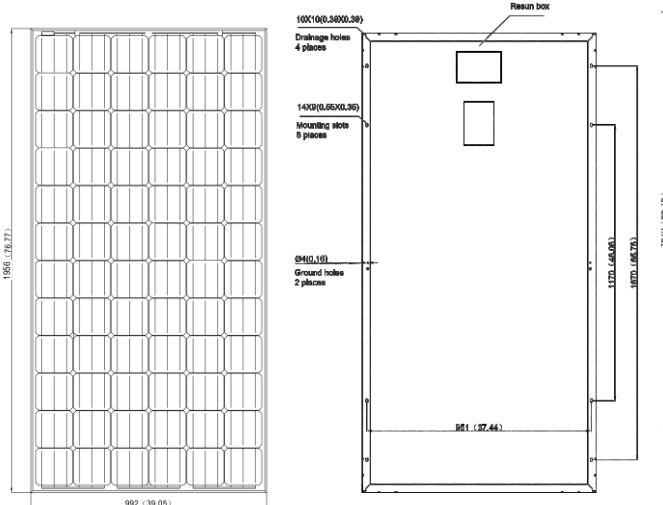 Resun box
10X10(0.39X0.39)
Drainage holes
4 places
14X9(0.55X0.35)
Mounting slots
8 places
Ø4(0.16)
Ground holes
2 places
1956 (76.77)
992 (39.05)
951 (37.44)
1170 (46.06)
1670 (65.75)